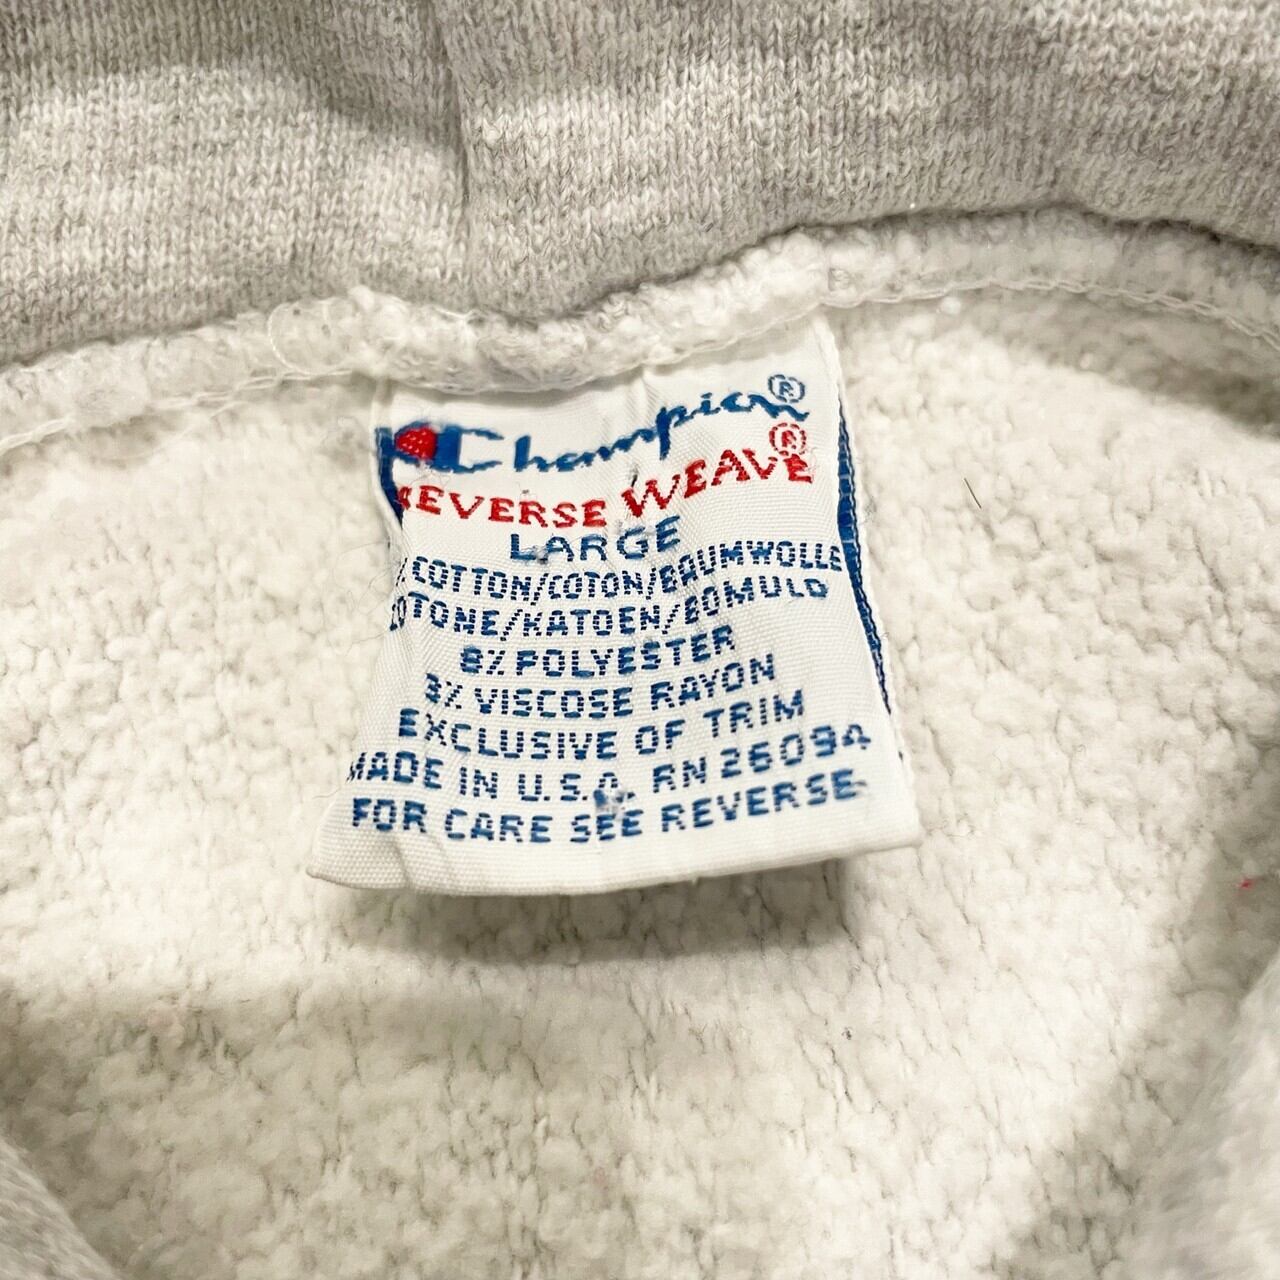 Champion®
REVERSE WEAVE®
LARGE
% COTTON/COTON/BAUMWOLLE
COTONE/KATOEN/BOMULD
8% POLYESTER
3% VISCOSE RAYON
EXCLUSIVE OF TRIM
MADE IN U.S.A. RN 26094
FOR CARE SEE REVERSE